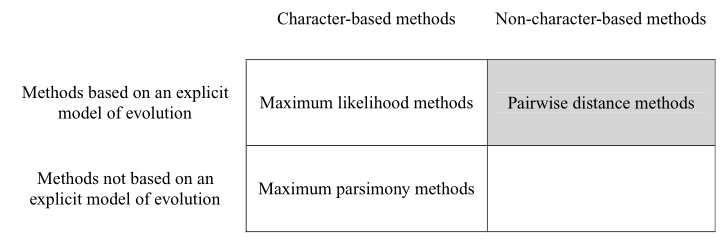 Character-based methods
Non-character-based methods
Methods based on an explicit
model of evolution
Maximum likelihood methods
Pairwise distance methods
Methods not based on an
explicit model of evolution
Maximum parsimony methods